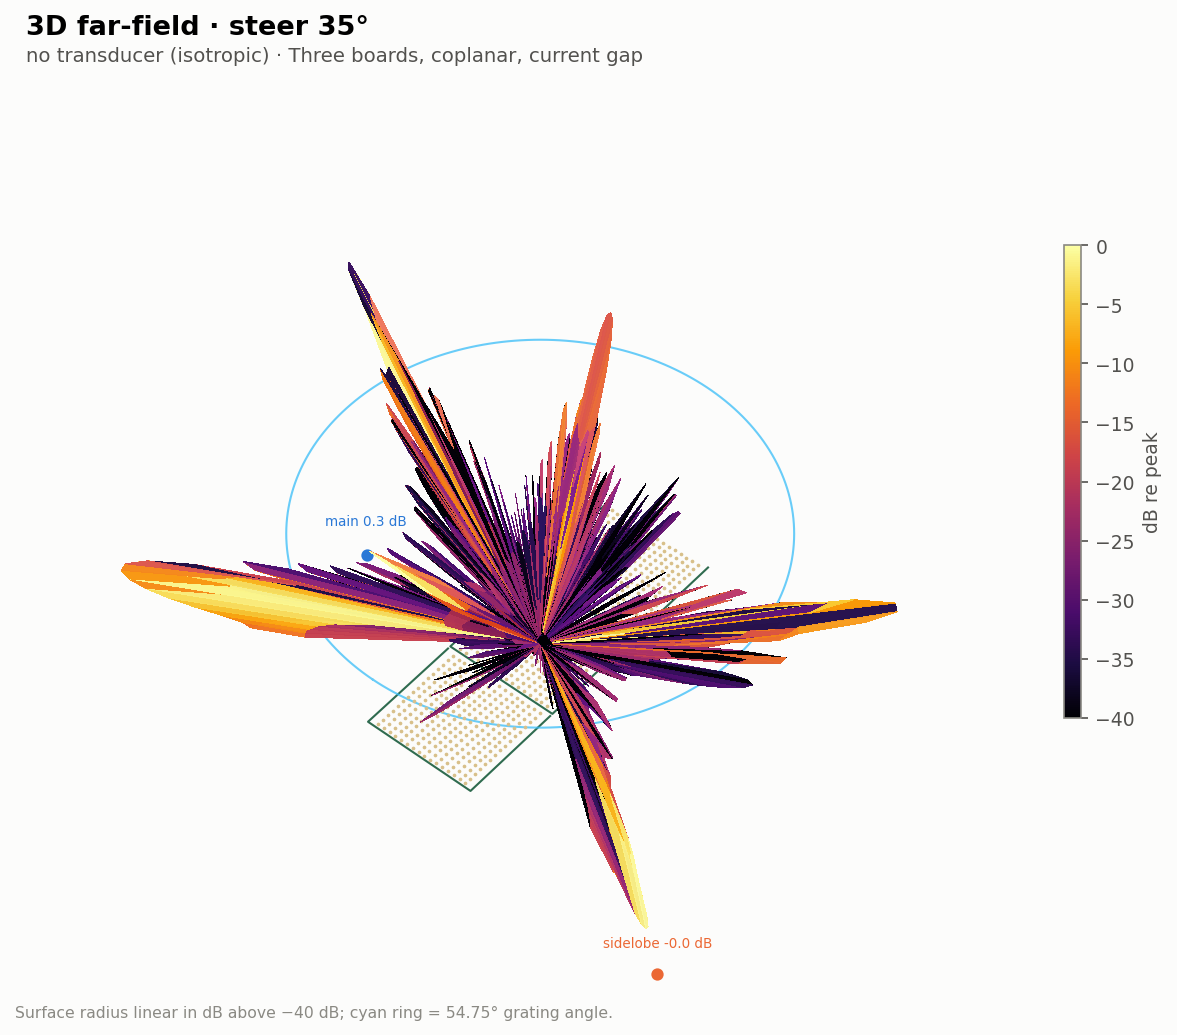 3D far-field · steer 35°
no transducer (isotropic) · Three boards, coplanar, current gap
main 0.3 dB
sidelobe -0.0 dB
0
−5
−10
−15
−20
−25
−30
−35
−40
dB re peak
Surface radius linear in dB above −40 dB; cyan ring = 54.75° grating angle.